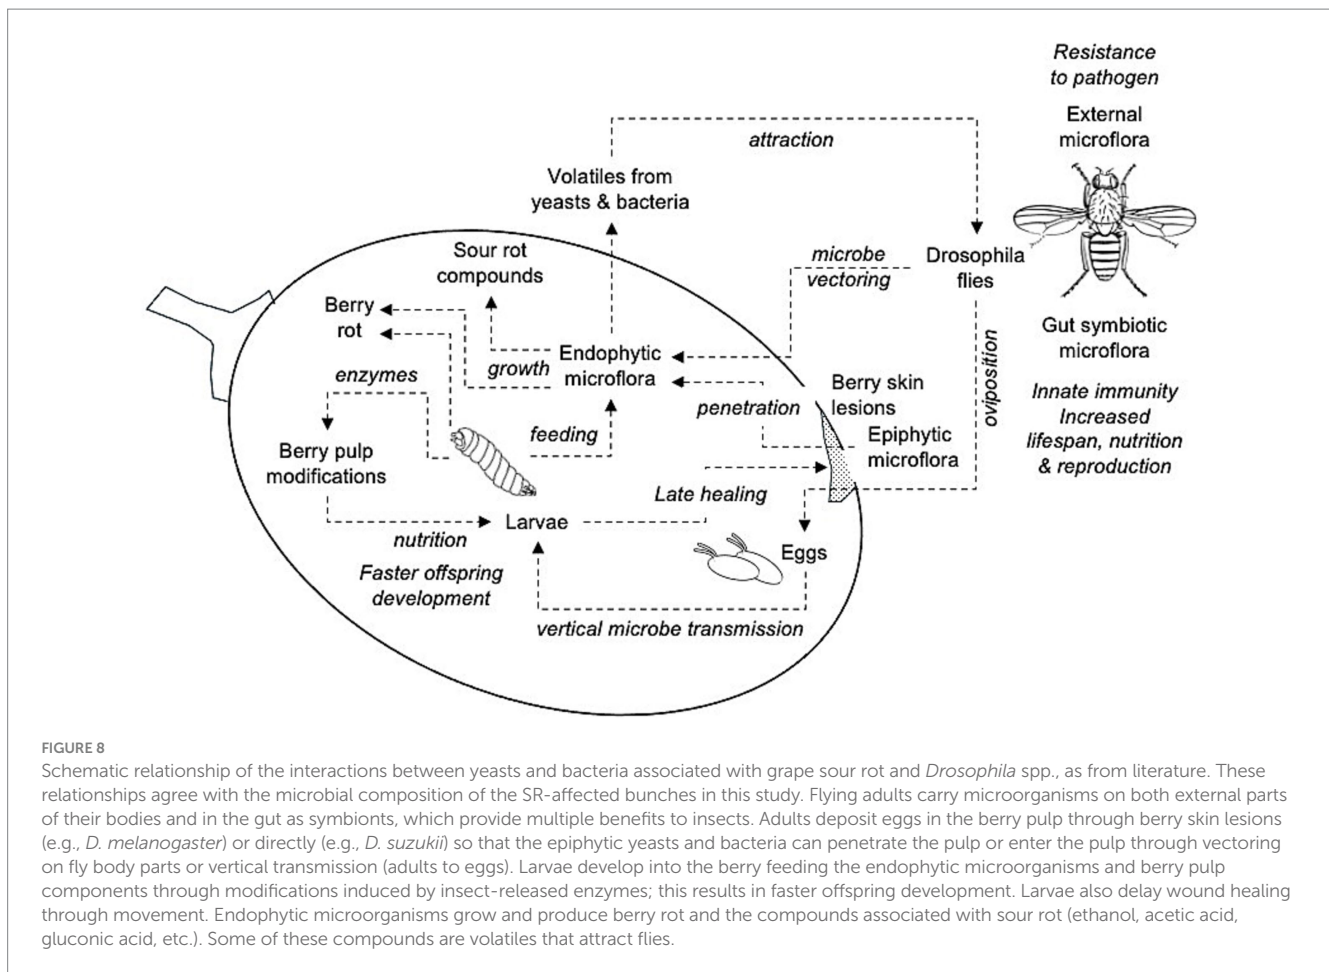 Resistance
to pathogen
External
microflora
attraction
Volatiles from
yeasts & bacteria
Sour rot
compounds
microbe
vectoring
Drosophila
flies
Berry
rot
Gut symbiotic
microflora
Endophytic
microflora
growth
enzymes
oviposition
Berry skin
lesions
Innate immunity
Increased
lifespan, nutrition
& reproduction
penetration
feeding
Epiphytic
microflora
Berry pulp
modifications
Late healing
Larvae
nutrition
Eggs
Faster offspring
development
vertical microbe transmission
FIGURE 8
Schematic relationship of the interactions between yeasts and bacteria associated with grape sour rot and Drosophila spp., as from literature. These
relationships agree with the microbial composition of the SR-affected bunches in this study. Flying adults carry microorganisms on both external parts
of their bodies and in the gut as symbionts, which provide multiple benefits to insects. Adults deposit eggs in the berry pulp through berry skin lesions
(e.g., D. melanogaster) or directly (e.g., D. suzukii) so that the epiphytic yeasts and bacteria can penetrate the pulp or enter the pulp through vectoring
on fly body parts or vertical transmission (adults to eggs). Larvae develop into the berry feeding the endophytic microorganisms and berry pulp
components through modifications induced by insect-released enzymes; this results in faster offspring development. Larvae also delay wound healing
through movement. Endophytic microorganisms grow and produce berry rot and the compounds associated with sour rot (ethanol, acetic acid,
gluconic acid, etc.). Some of these compounds are volatiles that attract flies.